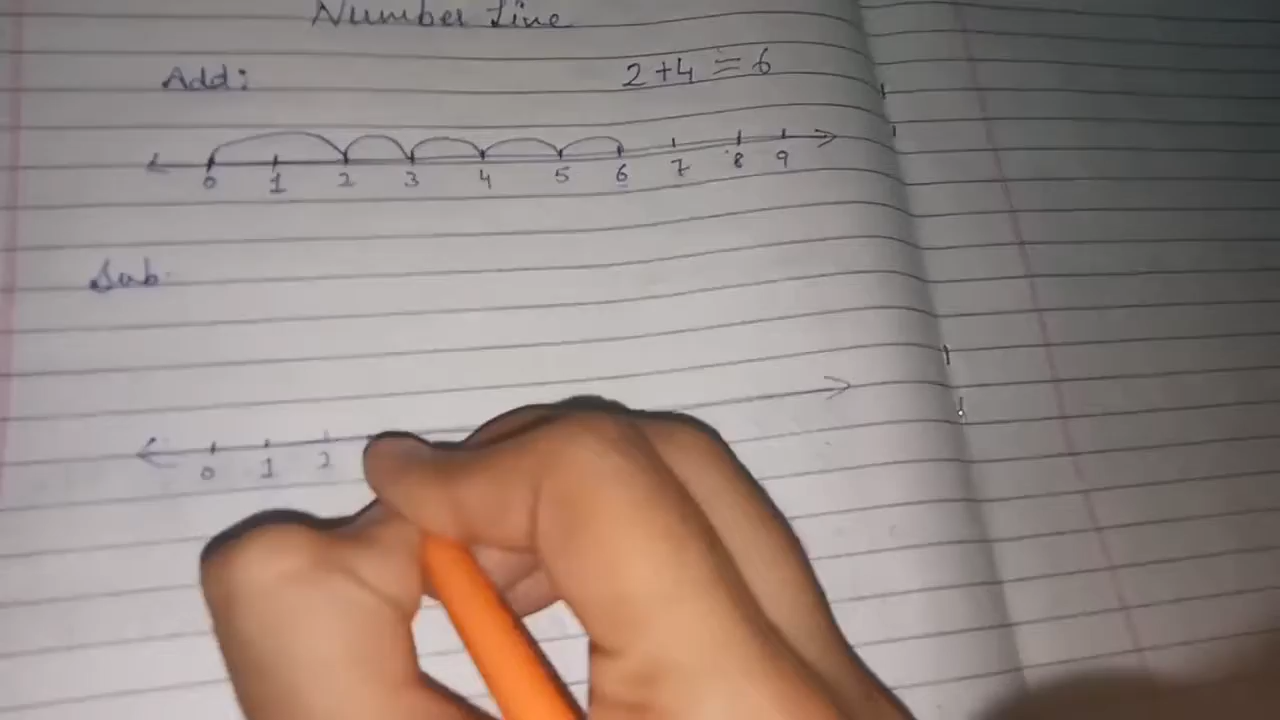 Number Line
Add: 2+4 = 6
0 1 2 3 4 5 6 7 8 9
Sub.
0 1 2